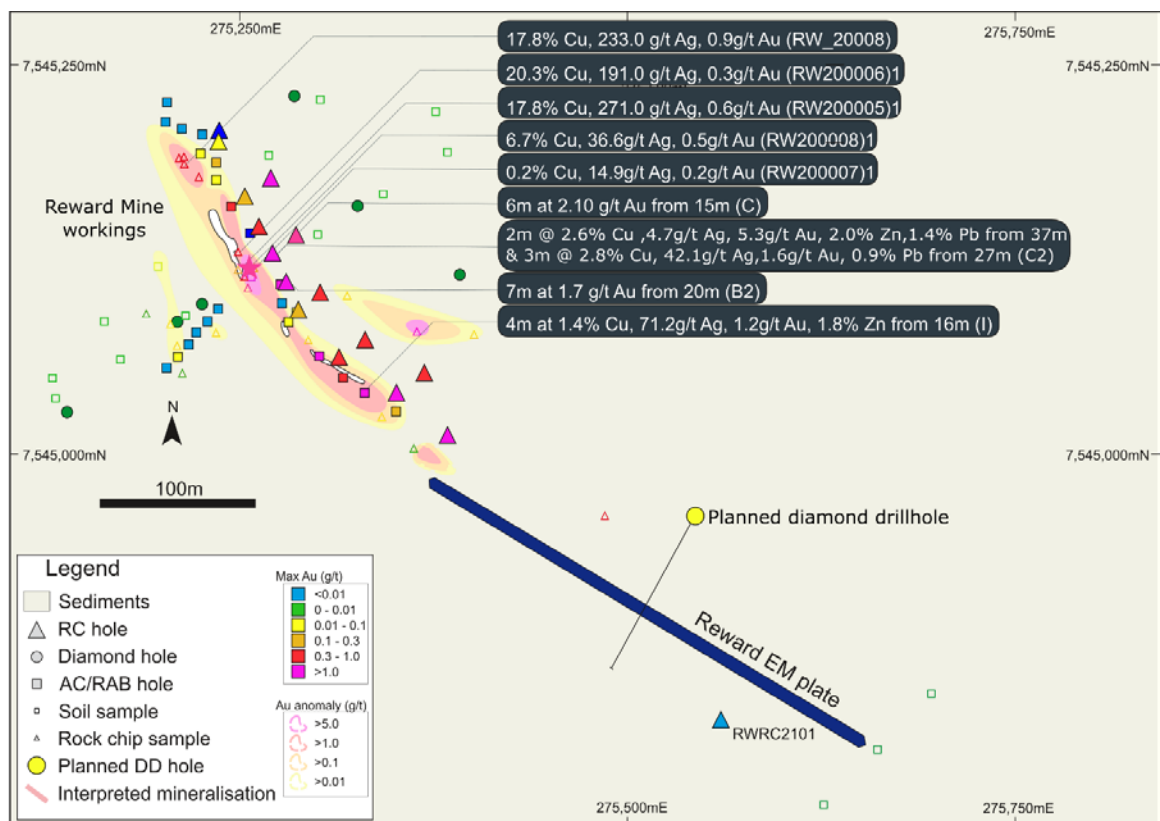 275,250mE
275,750mE
7,545,250mN
7,545,250mN
17.8% Cu, 233.0 g/t Ag, 0.9g/t Au (RW_20008)
20.3% Cu, 191.0 g/t Ag, 0.3g/t Au (RW200006)1
17.8% Cu, 271.0 g/t Ag, 0.6g/t Au (RW200005)1
6.7% Cu, 36.6g/t Ag, 0.5g/t Au (RW200008)1
0.2% Cu, 14.9g/t Ag, 0.2g/t Au (RW200007)1
6m at 2.10 g/t Au from 15m (C)
2m @ 2.6% Cu ,4.7g/t Ag, 5.3g/t Au, 2.0% Zn,1.4% Pb from 37m
& 3m @ 2.8% Cu, 42.1g/t Ag,1.6g/t Au, 0.9% Pb from 27m (C2)
7m at 1.7 g/t Au from 20m (B2)
4m at 1.4% Cu, 71.2g/t Ag, 1.2g/t Au, 1.8% Zn from 16m (I)
Reward Mine
workings
N
7,545,000mN
7,545,000mN
100m
Planned diamond drillhole
Reward EM plate
RWRC2101
Legend
Sediments
RC hole
Diamond hole
AC/RAB hole
Soil sample
Rock chip sample
Planned DD hole
Interpreted mineralisation
Max Au (g/t)
<0.01
0 - 0.01
0.01 - 0.1
0.1 - 0.3
0.3 - 1.0
>1.0
Au anomaly (g/t)
>5.0
>1.0
>0.1
>0.01
275,500mE
275,750mE